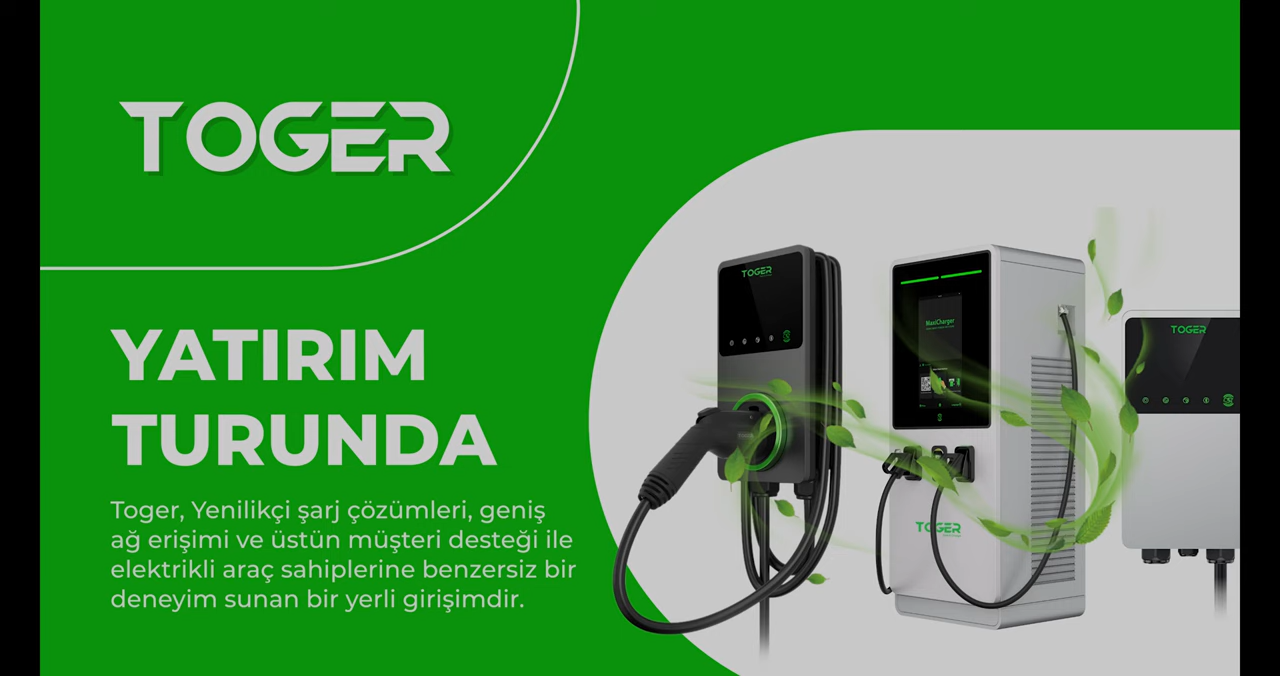 TOGER
YATIRIM
TURUNDA
Toger, Yenilikçi şarj çözümleri, geniş
ağ erişimi ve üstün müşteri desteği ile
elektrikli araç sahiplerine benzersiz bir
deneyim sunan bir yerli girişimdir.
TOGER
MaxiCharger
TOGER
TOGER